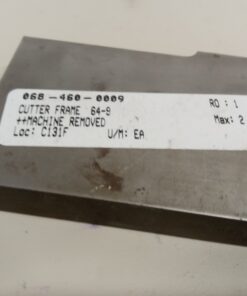 068-460-0009
CUTTER FRAME 64-9 RO: 1
++MACHINE REMOVED Max: 2
Loc: C131F U/M: EA